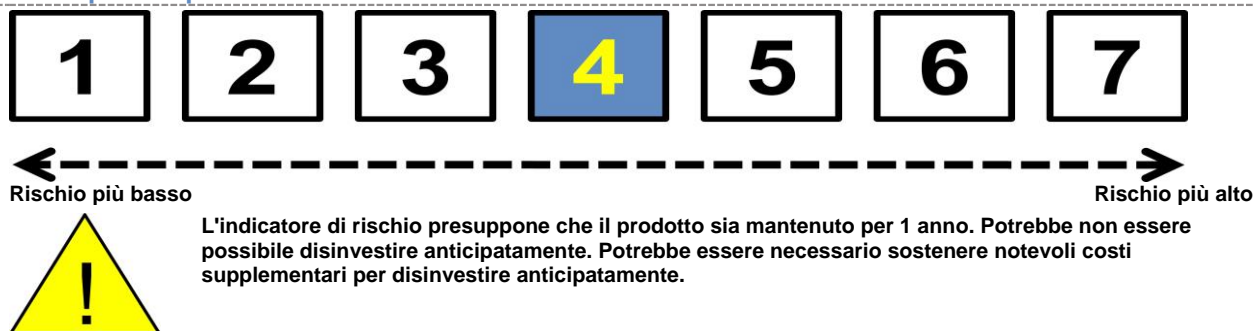 1 2 3 4 5 6 7
Rischio più basso Rischio più alto
L'indicatore di rischio presuppone che il prodotto sia mantenuto per 1 anno. Potrebbe non essere
possibile disinvestire anticipatamente. Potrebbe essere necessario sostenere notevoli costi
supplementari per disinvestire anticipatamente.
!